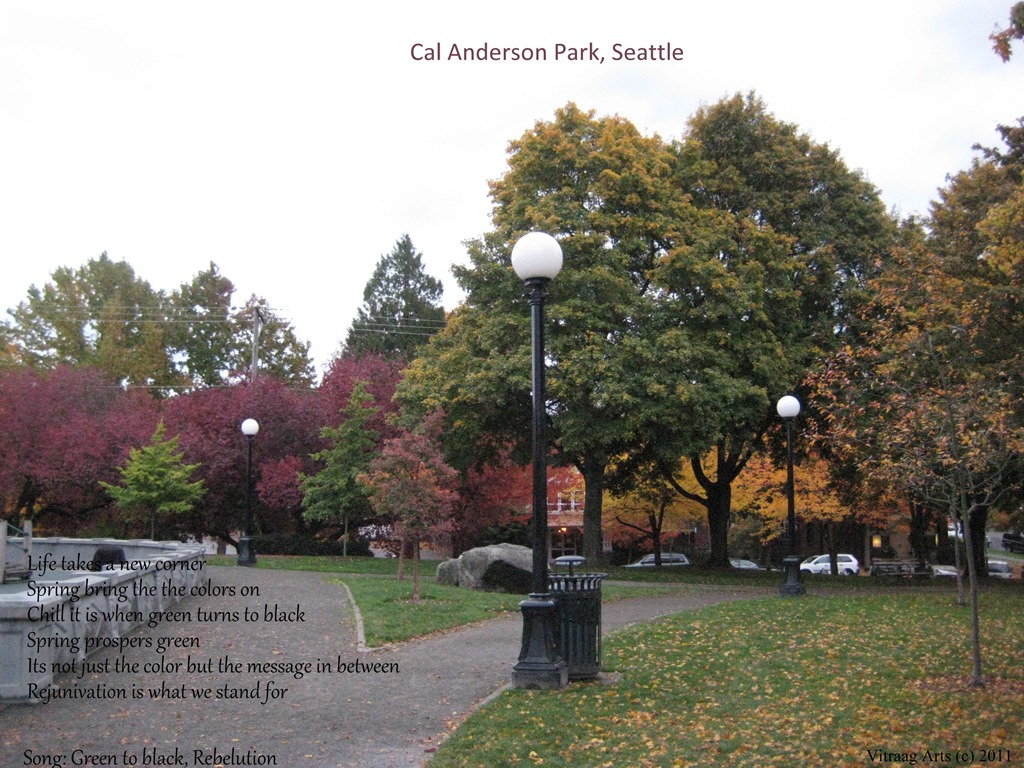 Cal Anderson Park, Seattle
Life takes a new corner
Spring bring the the colors on
Chill it is when green turns to black
Spring prospers green
Its not just the color but the message in between
Rejunivation is what we stand for
Song: Green to black, Rebelution
Vitraag Arts (c) 2011